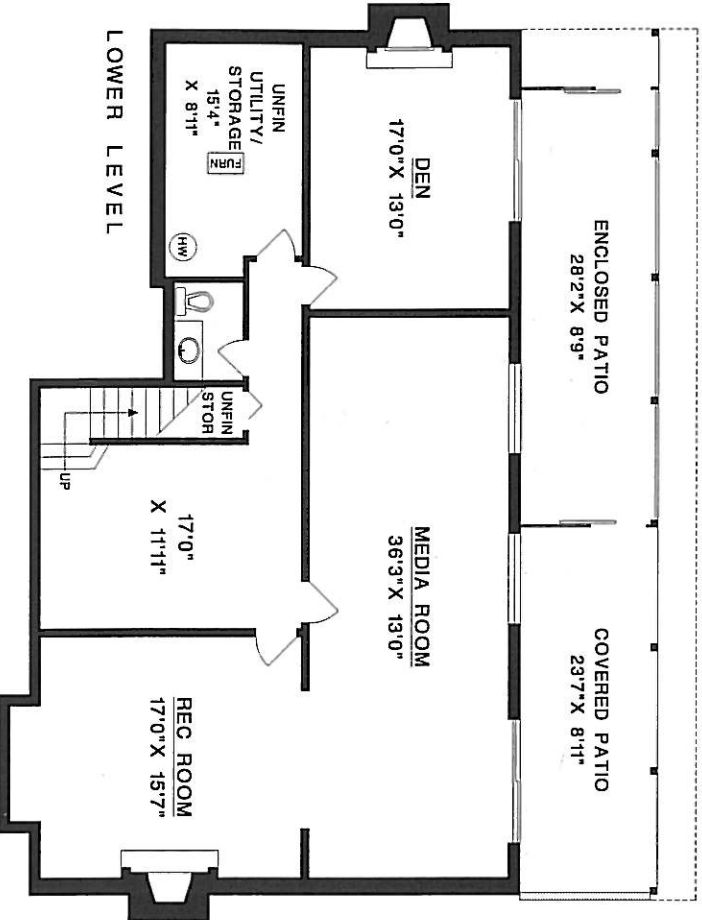 ENCLOSED PATIO
28'2"X 8'9"
COVERED PATIO
23'7"X 8'11"
DEN
17'0"X 13'0"
MEDIA ROOM
36'3"X 13'0"
UNFIN
UTILITY/
STORAGE
15'4"
X 8'11"
FURN
HW
UNFIN
STOR
UP
17'0"
X 11'11"
REC ROOM
17'0"X 15'7"
LOWER LEVEL